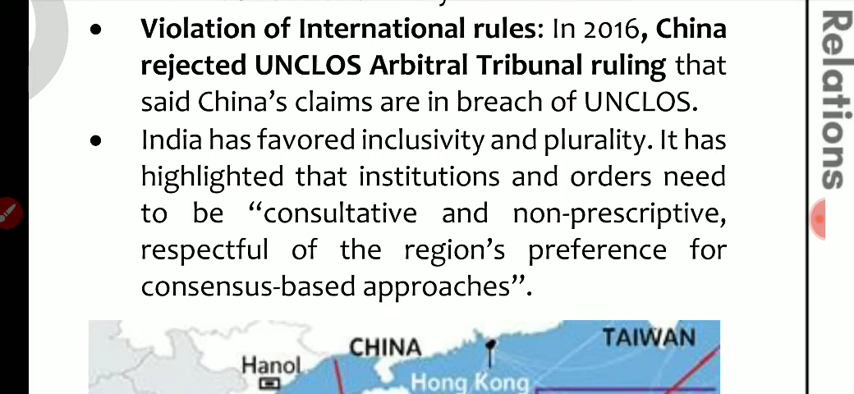 • Violation of International rules: In 2016, China
rejected UNCLOS Arbitral Tribunal ruling that
said China's claims are in breach of UNCLOS.
• India has favored inclusivity and plurality. It has
highlighted that institutions and orders need
to be “consultative and non-prescriptive,
respectful of the region's preference for
consensus-based approaches”.
CHINA
TAIWAN
Hanoi
Hong Kong
Relations